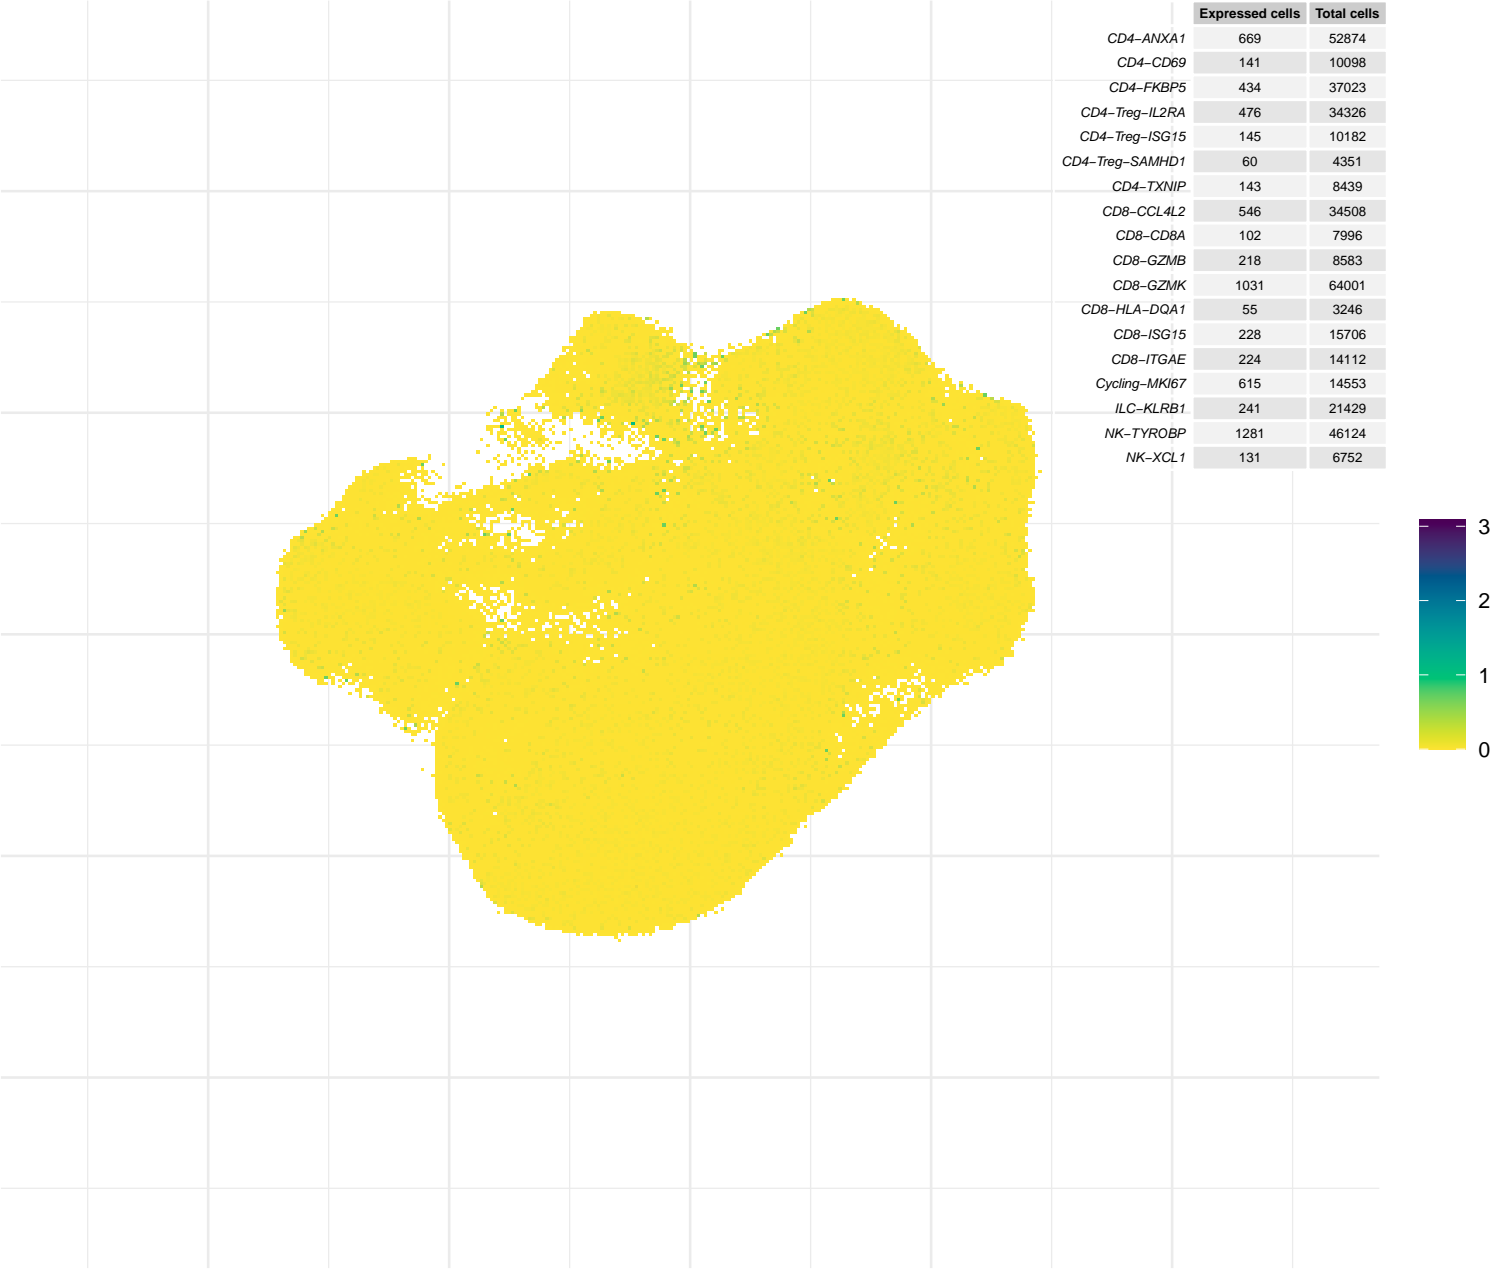 Expressed cells Total cells
CD4−ANXA1 669 52874
CD4−CD69 141 10098
CD4−FKBP5 434 37023
CD4−Treg−IL2RA 476 34326
CD4−Treg−ISG15 145 10182
CD4−Treg−SAMHD1 60 4351
CD4−TXNIP 143 8439
CD8−CCL4L2 546 34508
CD8−CD8A 102 7996
CD8−GZMB 218 8583
CD8−GZMK 1031 64001
CD8−HLA−DQA1 55 3246
CD8−ISG15 228 15706
CD8−ITGAE 224 14112
Cycling−MKI67 615 14553
ILC−KLRB1 241 21429
NK−TYROBP 1281 46124
NK−XCL1 131 6752
3
2
1
0